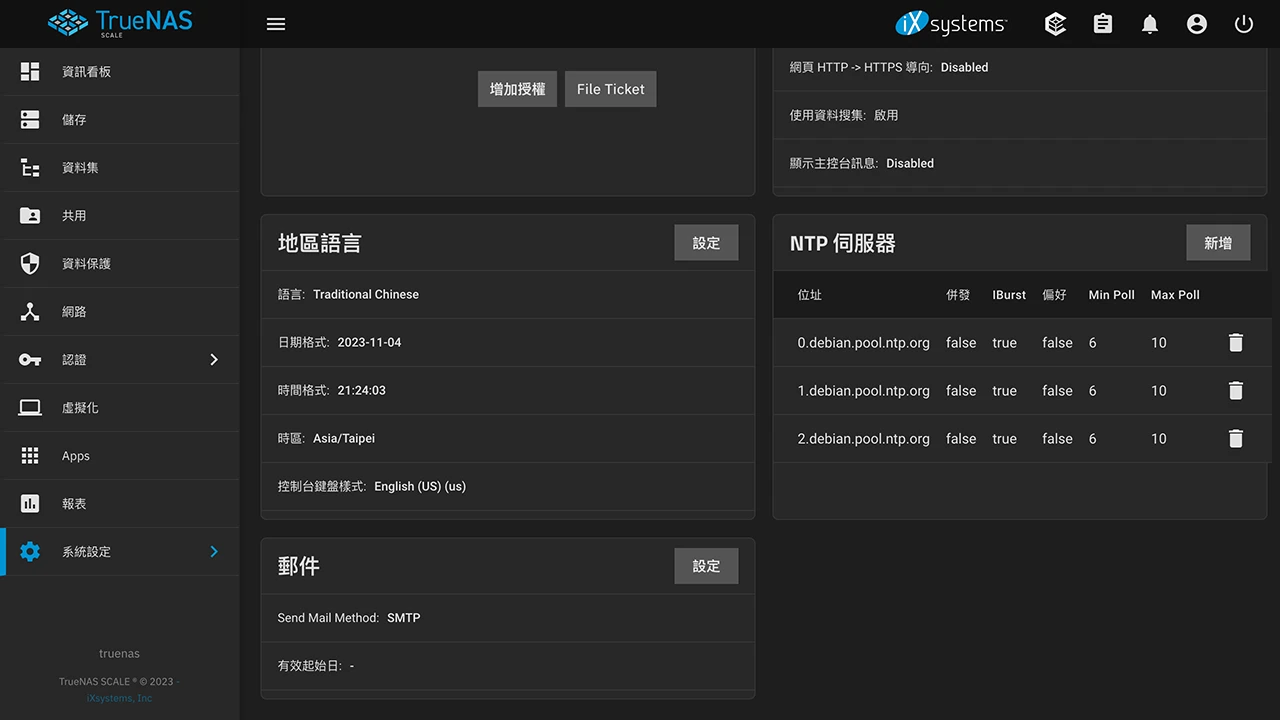 TrueNAS
SCALE
iXsystems
資訊看板
儲存
資料集
共用
資料保護
網路
認證
虛擬化
Apps
報表
系統設定
truenas
TrueNAS SCALE ® © 2023 -
iXsystems, Inc
增加授權 File Ticket
網頁 HTTP -> HTTPS 導向: Disabled
使用資料搜集: 啟用
顯示主控台訊息: Disabled
地區語言 設定
語言: Traditional Chinese
日期格式: 2023-11-04
時間格式: 21:24:03
時區: Asia/Taipei
控制台鍵盤樣式: English (US) (us)
NTP 伺服器 新增
位址 併發 IBurst 偏好 Min Poll Max Poll
0.debian.pool.ntp.org false true false 6 10
1.debian.pool.ntp.org false true false 6 10
2.debian.pool.ntp.org false true false 6 10
郵件 設定
Send Mail Method: SMTP
有效起始日: -